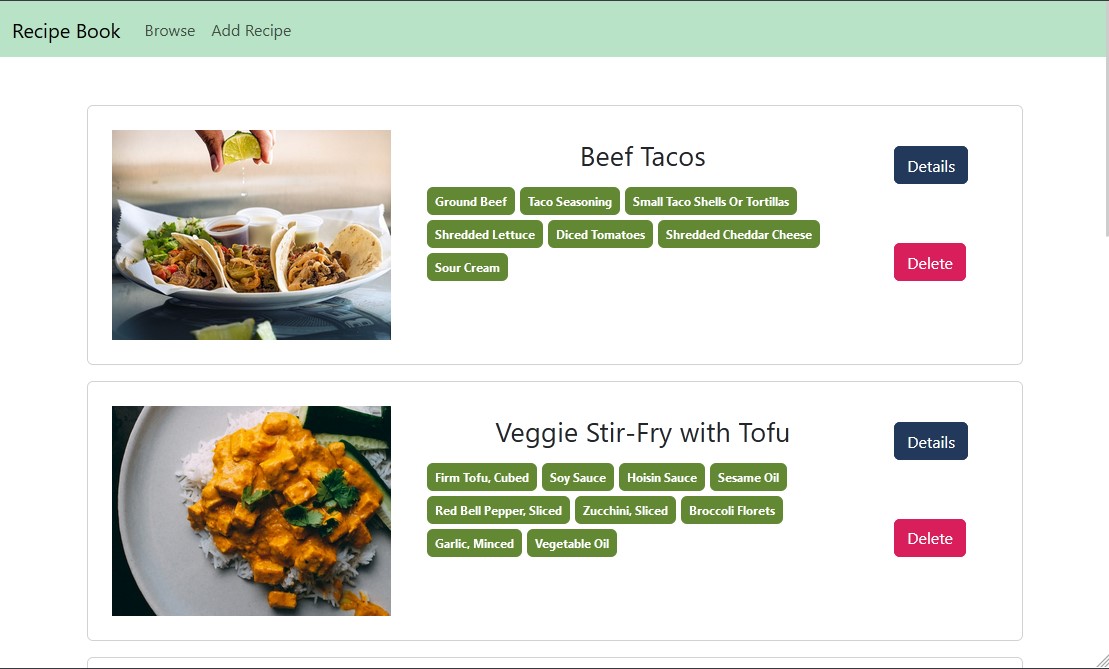 Recipe Book Browse Add Recipe
Beef Tacos
Details
Ground Beef Taco Seasoning Small Taco Shells Or Tortillas
Shredded Lettuce Diced Tomatoes Shredded Cheddar Cheese
Sour Cream
Delete
Veggie Stir-Fry with Tofu
Details
Firm Tofu, Cubed Soy Sauce Hoisin Sauce Sesame Oil
Red Bell Pepper, Sliced Zucchini, Sliced Broccoli Florets
Garlic, Minced Vegetable Oil
Delete